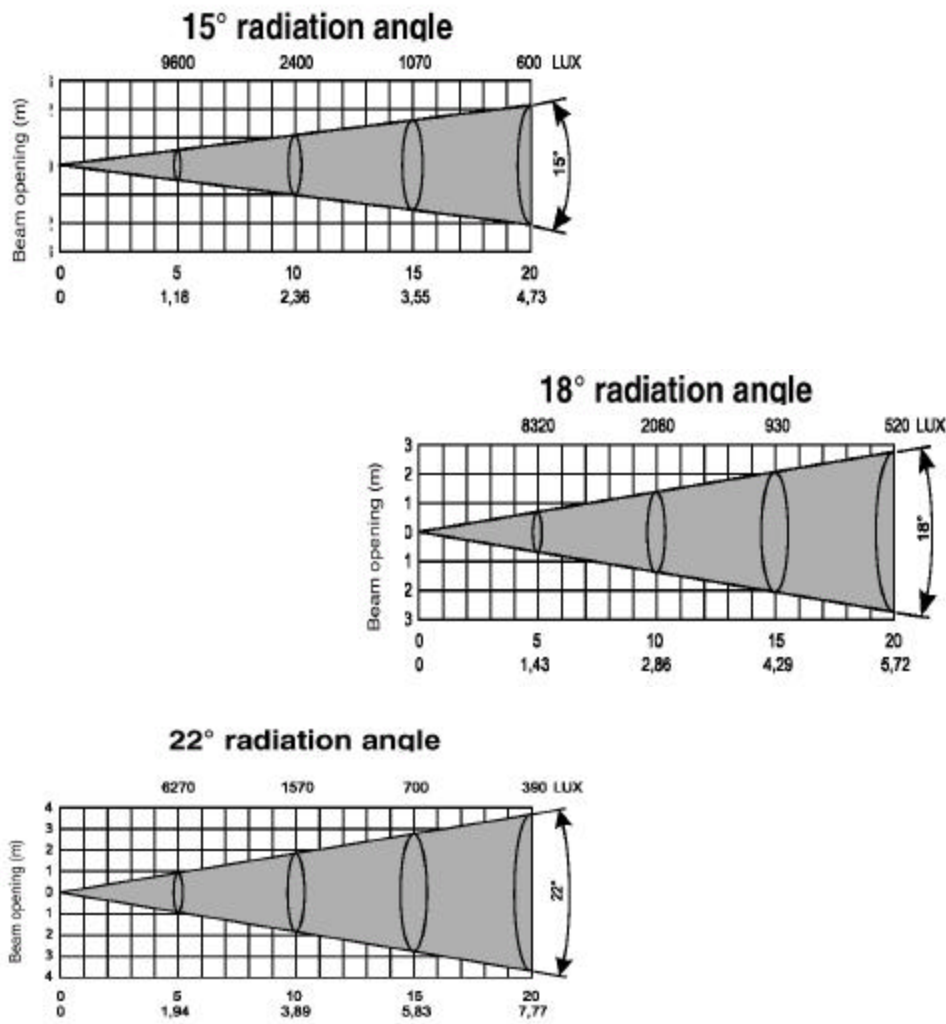 15° radiation angle
9600 2400 1070 600 LUX
Beam opening (m)
15°
0 5 10 15 20
0 1,18 2,36 3,55 4,73
18° radiation angle
8320 2080 930 520 LUX
3
2
1
0
1
2
3
Beam opening (m)
18°
0 5 10 15 20
0 1,43 2,86 4,29 5,72
22° radiation angle
6270 1570 700 390 LUX
4
3
2
1
0
1
2
3
4
Beam opening (m)
22°
0 5 10 15 20
0 1,94 3,89 5,83 7,77